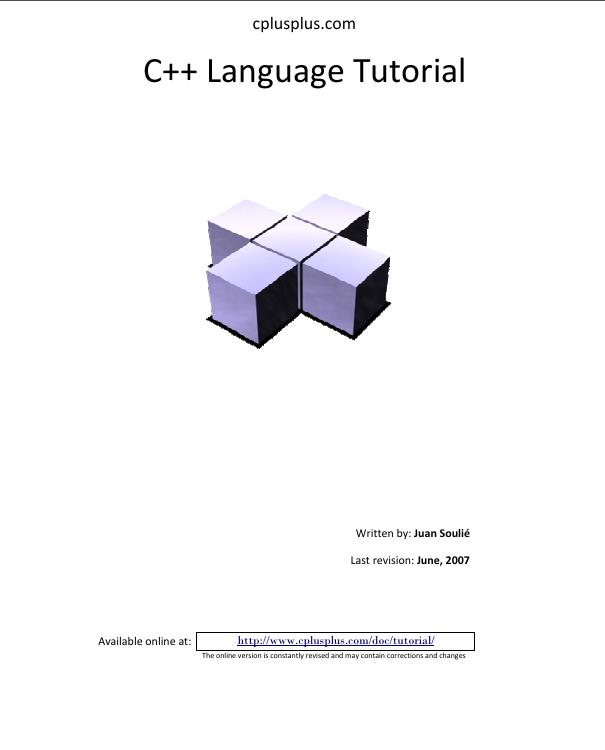 cplusplus.com
C++ Language Tutorial
Written by: Juan Soulié
Last revision: June, 2007
Available online at: http://www.cplusplus.com/doc/tutorial/
The online version is constantly revised and may contain corrections and changes